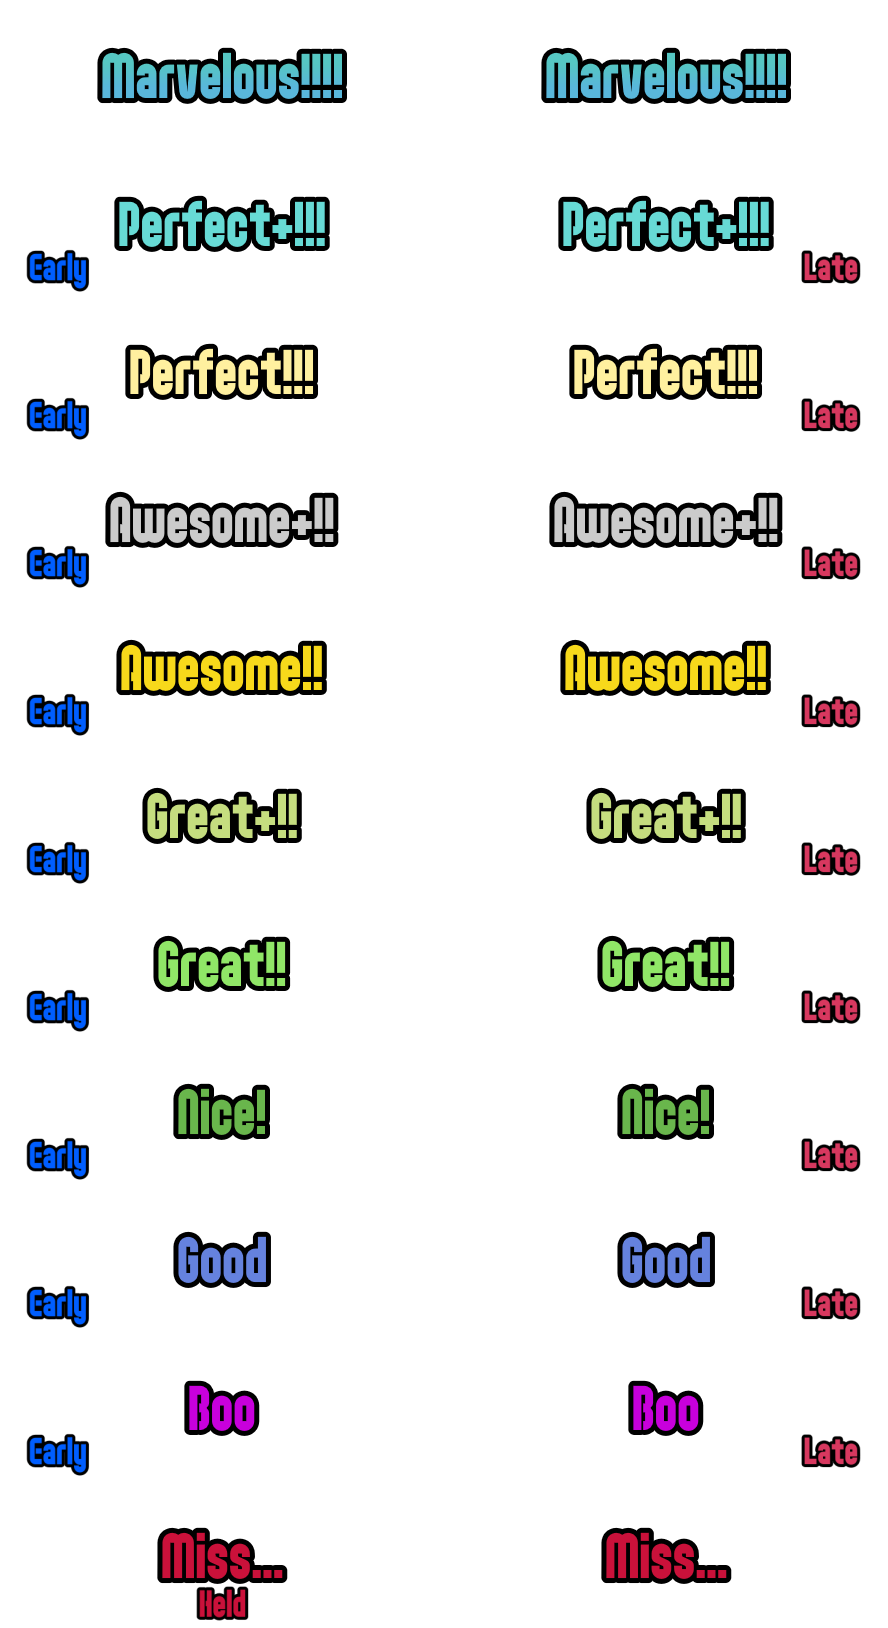 Marvelous!!!! Marvelous!!!!
Perfect+!!! Perfect+!!!
Early Late
Perfect!!! Perfect!!!
Early Late
Awesome+!! Awesome+!!
Early Late
Awesome!! Awesome!!
Early Late
Great+!! Great+!!
Early Late
Great!! Great!!
Early Late
Nice! Nice!
Early Late
Good Good
Early Late
Boo Boo
Early Late
Miss... Miss...
Held